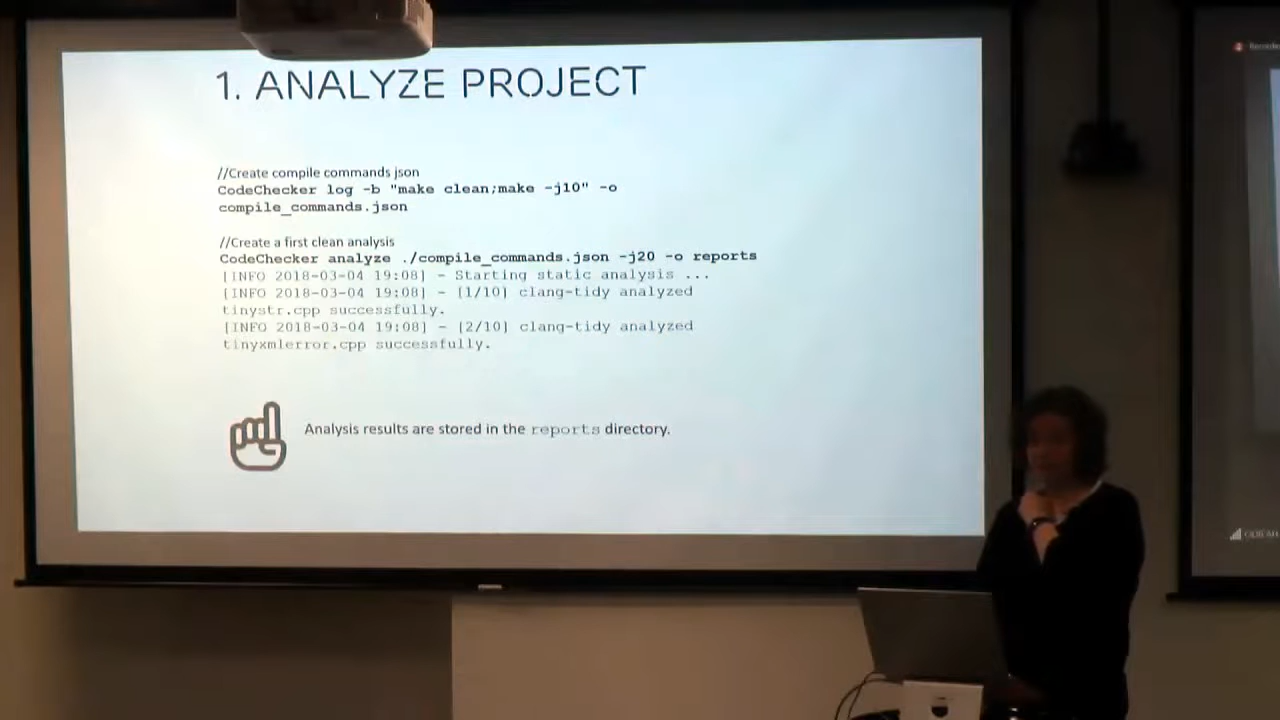 1. ANALYZE PROJECT
//Create compile commands json
CodeChecker log -b "make clean;make -j10" -o
compile_commands.json
//Create a first clean analysis
CodeChecker analyze ./compile_commands.json -j20 -o reports
[INFO 2018-03-04 19:08] - Starting static analysis ...
[INFO 2018-03-04 19:08] - [1/10] clang-tidy analyzed
tinystr.cpp successfully.
[INFO 2018-03-04 19:08] - [2/10] clang-tidy analyzed
tinyxmlerror.cpp successfully.
Analysis results are stored in the reports directory.